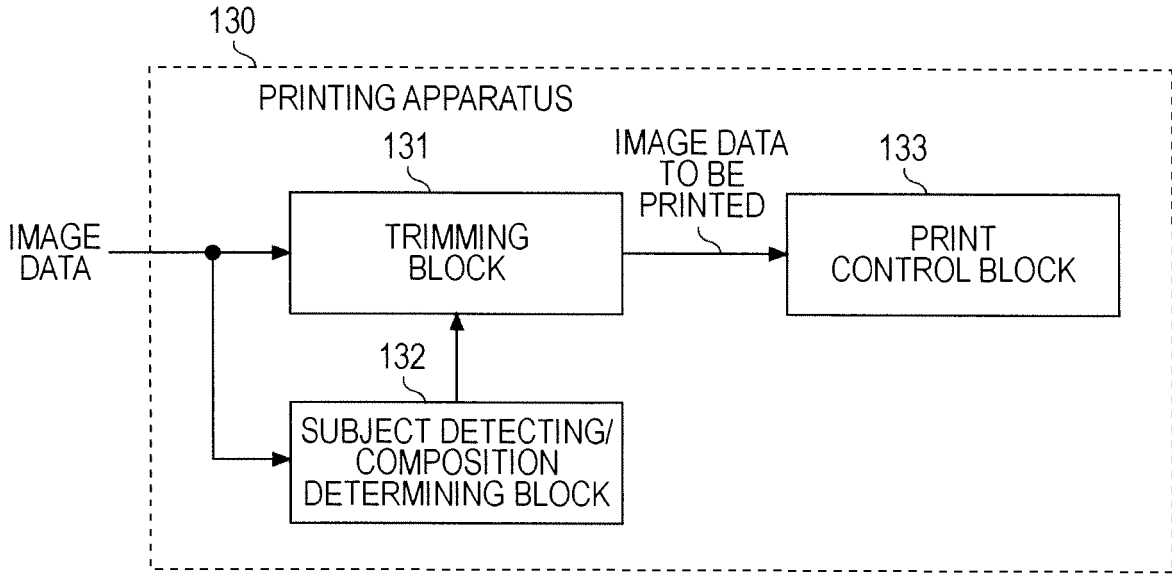 130
PRINTING APPARATUS
131
IMAGE DATA
TO BE
PRINTED
133
IMAGE
DATA
TRIMMING
BLOCK
PRINT
CONTROL BLOCK
132
SUBJECT DETECTING/
COMPOSITION
DETERMINING BLOCK